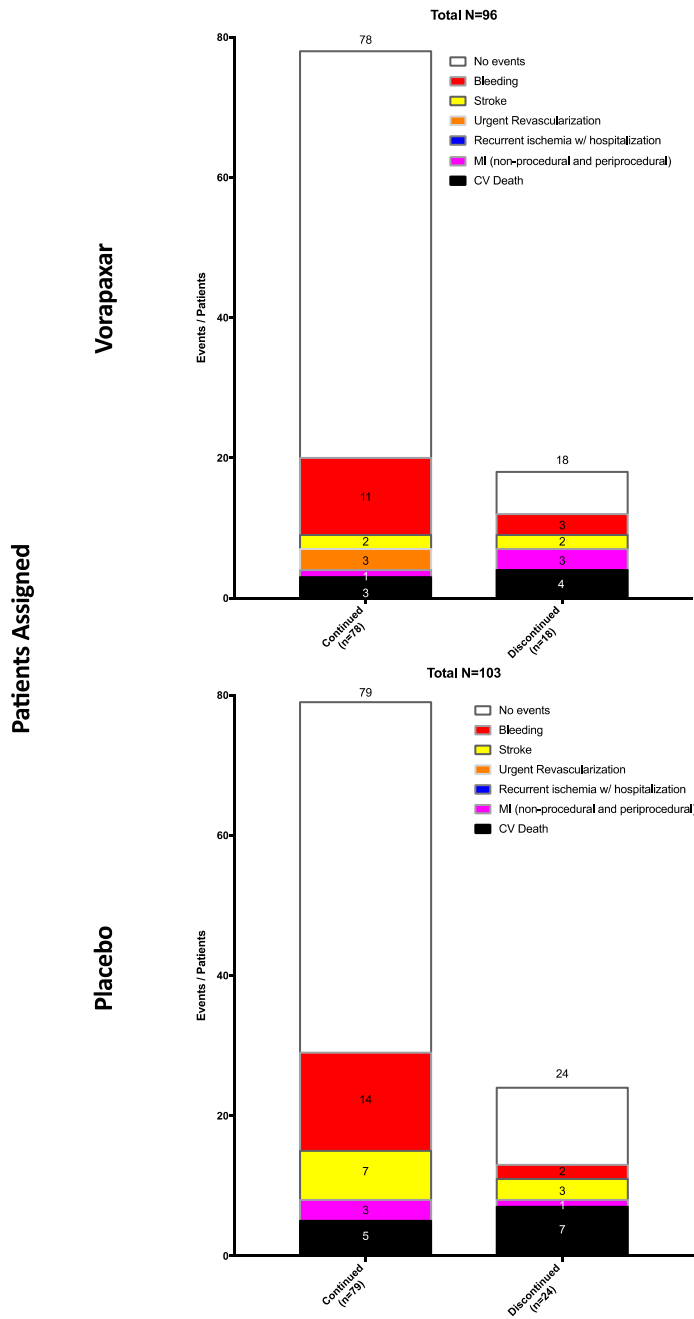 Patients Assigned
Vorapaxar
Total N=96
Events / Patients
80
60
40
20
0
78
No events
Bleeding
Stroke
Urgent Revascularization
Recurrent ischemia w/ hospitalization
MI (non-procedural and periprocedural)
CV Death
11
2
3
1
3
18
3
2
3
4
Continued
(n=78)
Discontinued
(n=18)
Placebo
Total N=103
Events / Patients
80
60
40
20
0
79
No events
Bleeding
Stroke
Urgent Revascularization
Recurrent ischemia w/ hospitalization
MI (non-procedural and periprocedural)
CV Death
14
7
3
5
24
2
3
1
7
Continued
(n=79)
Discontinued
(n=24)